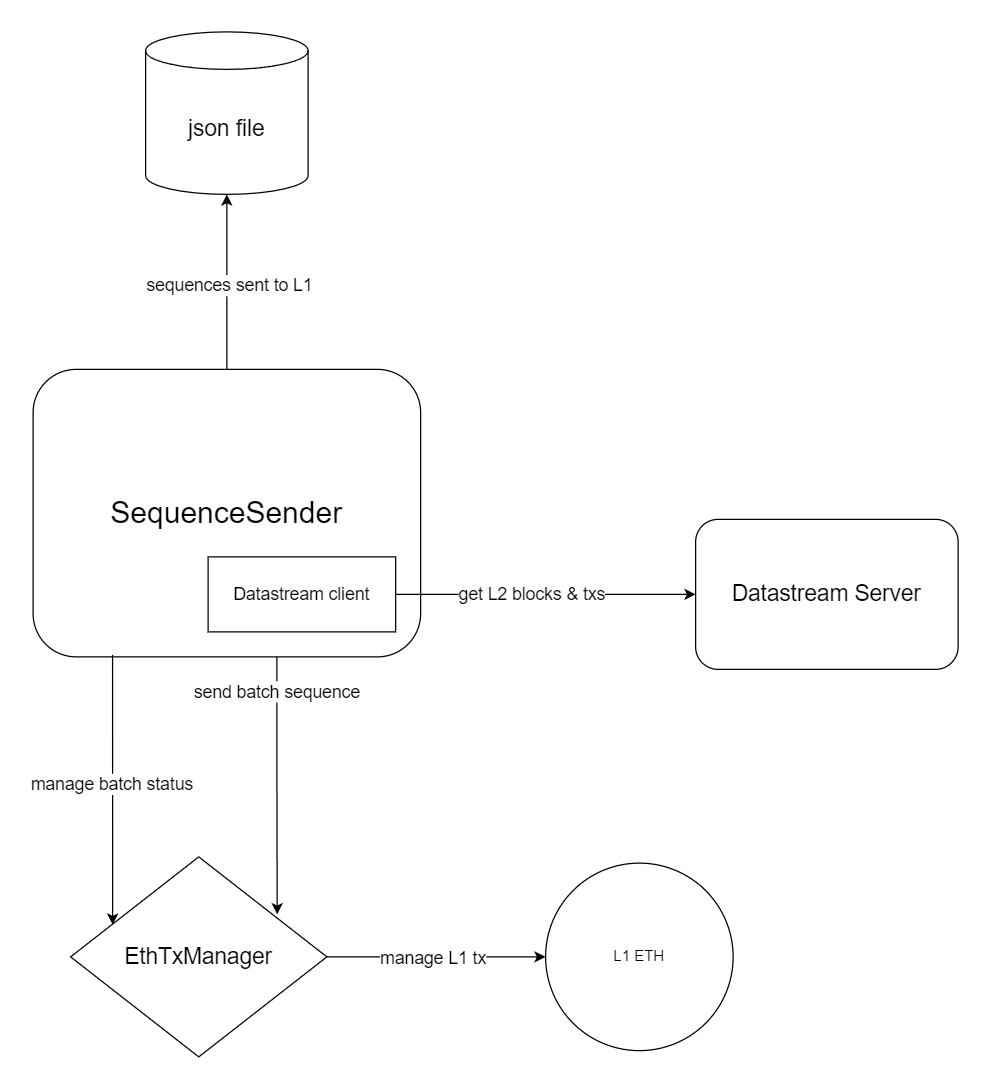 json file
sequences sent to L1
SequenceSender
Datastream client
get L2 blocks & txs
Datastream Server
send batch sequence
manage batch status
EthTxManager
manage L1 tx
L1 ETH